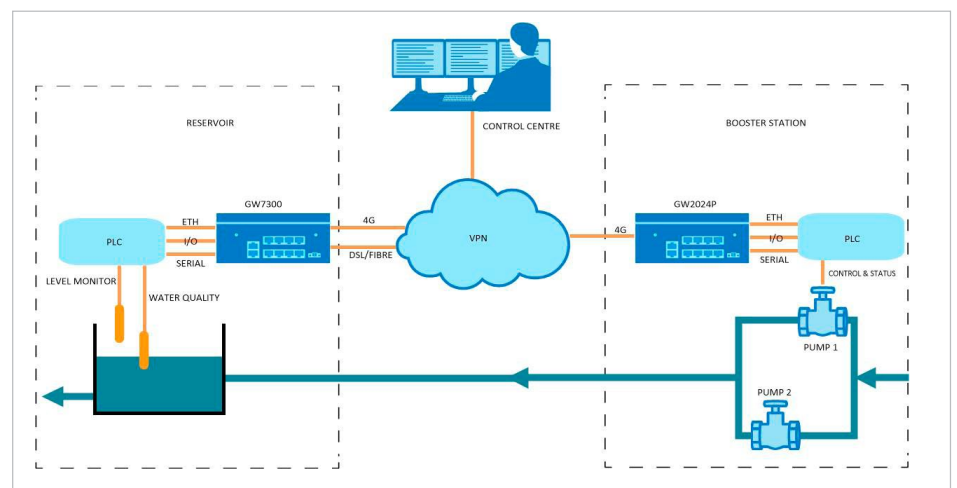 RESERVOIR
CONTROL CENTRE
BOOSTER STATION
GW7300
4G
VPN
4G
GW2024P
PLC
ETH
I/O
SERIAL
DSL/FIBRE
ETH
I/O
SERIAL
PLC
LEVEL MONITOR
WATER QUALITY
CONTROL & STATUS
PUMP 1
PUMP 2